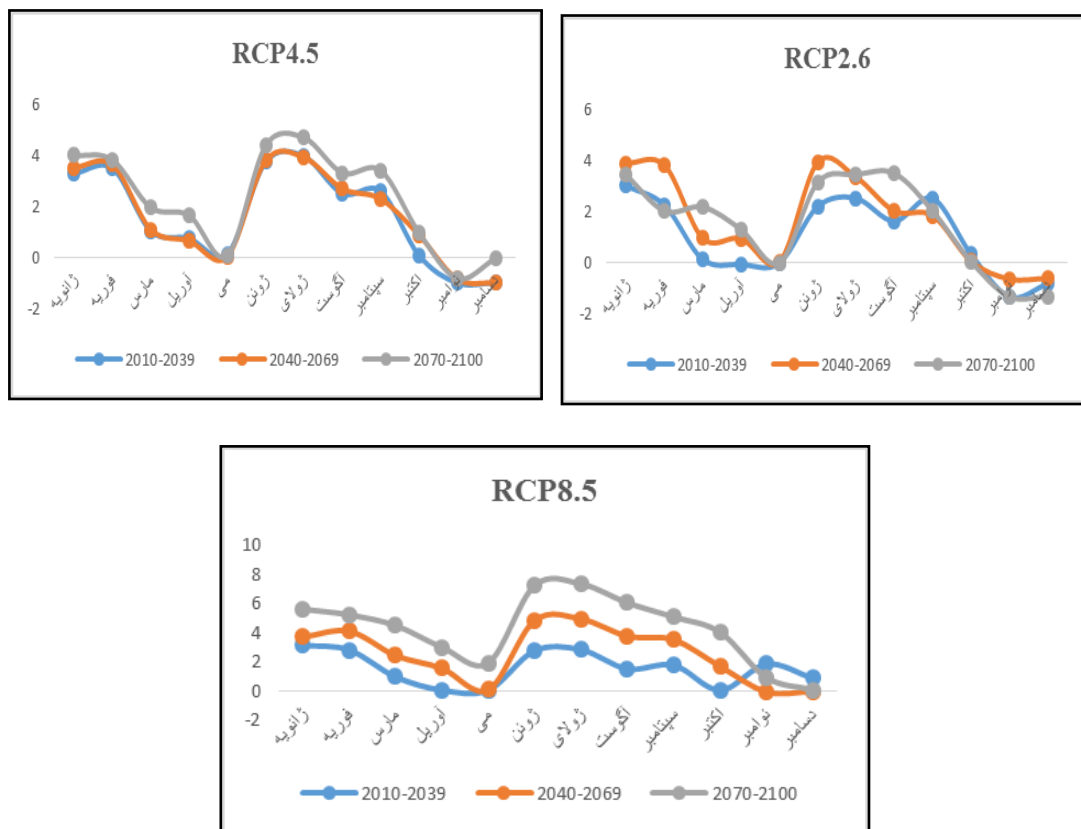 RCP4.5
6
4
2
0
-2
ژانویه
فوریه
مارس
آوریل
می
ژوئن
ژولای
آگوست
سپتامبر
اکتبر
نوامبر
دسامبر
2010-2039 2040-2069 2070-2100
RCP2.6
6
4
2
0
-2
ژانویه
فوریه
مارس
آوریل
می
ژوئن
ژولای
آگوست
سپتامبر
اکتبر
نوامبر
دسامبر
2010-2039 2040-2069 2070-2100
RCP8.5
10
8
6
4
2
0
-2
ژانویه
فوریه
مارس
آوریل
می
ژوئن
ژولای
آگوست
سپتامبر
اکتبر
نوامبر
دسامبر
2010-2039 2040-2069 2070-2100